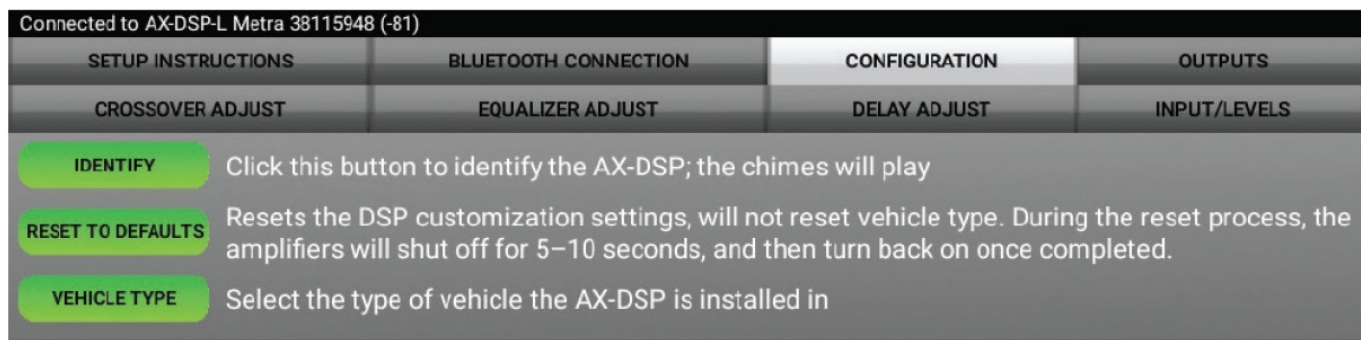 Connected to AX-DSP-L Metra 38115948 (-81)
SETUP INSTRUCTIONS BLUETOOTH CONNECTION CONFIGURATION OUTPUTS
CROSSOVER ADJUST EQUALIZER ADJUST DELAY ADJUST INPUT/LEVELS
IDENTIFY Click this button to identify the AX-DSP; the chimes will play
RESET TO DEFAULTS Resets the DSP customization settings, will not reset vehicle type. During the reset process, the
amplifiers will shut off for 5–10 seconds, and then turn back on once completed.
VEHICLE TYPE Select the type of vehicle the AX-DSP is installed in